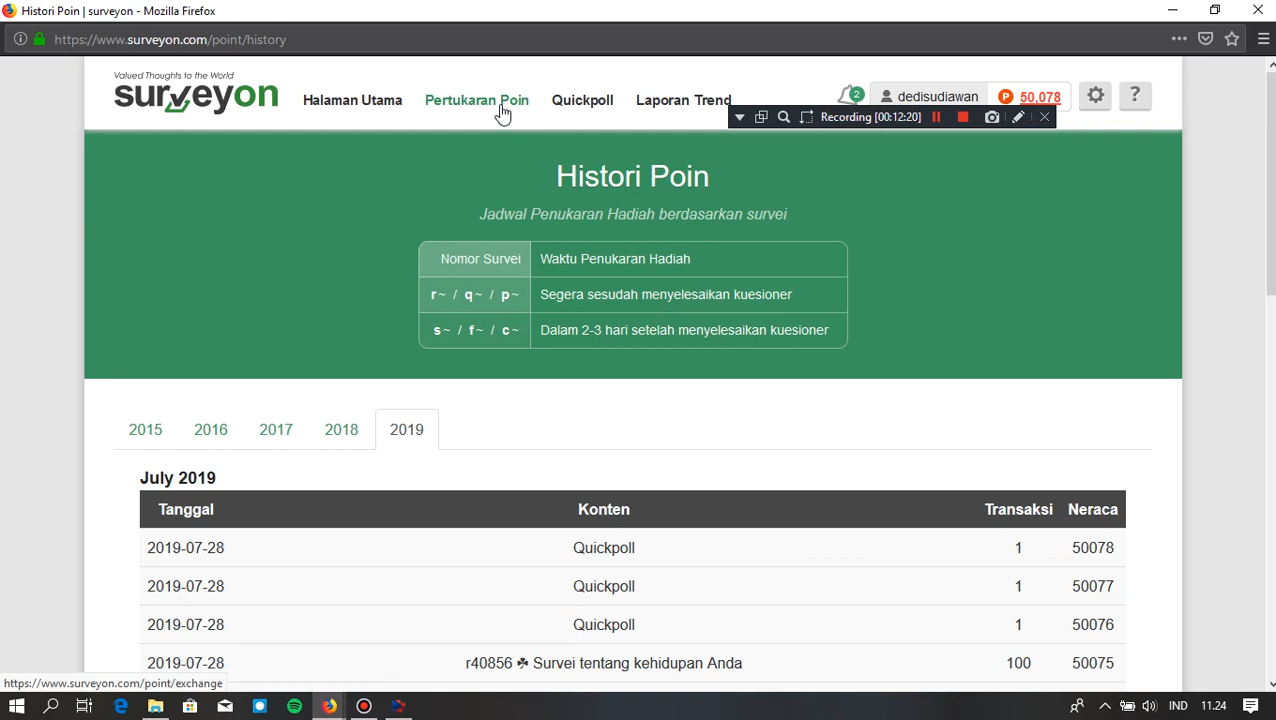 Histori Poin | surveyon - Mozilla Firefox
https://www.surveyon.com/point/history
Valued Thoughts to the World
surveyon
Halaman Utama
Pertukaran Poin
Quickpoll
Laporan Trend
2
dedisudiawan
P 50,078
?
Recording [00:12:20]
Histori Poin
Jadwal Penukaran Hadiah berdasarkan survei
Nomor Survei Waktu Penukaran Hadiah
r ~ / q ~ / p ~ Segera sesudah menyelesaikan kuesioner
s ~ / f ~ / c ~ Dalam 2-3 hari setelah menyelesaikan kuesioner
2015 2016 2017 2018 2019
July 2019
Tanggal Konten Transaksi Neraca
2019-07-28 Quickpoll 1 50078
2019-07-28 Quickpoll 1 50077
2019-07-28 Quickpoll 1 50076
2019-07-28 r40856 ☘ Survei tentang kehidupan Anda 100 50075
https://www.surveyon.com/point/exchange
IND 11.24